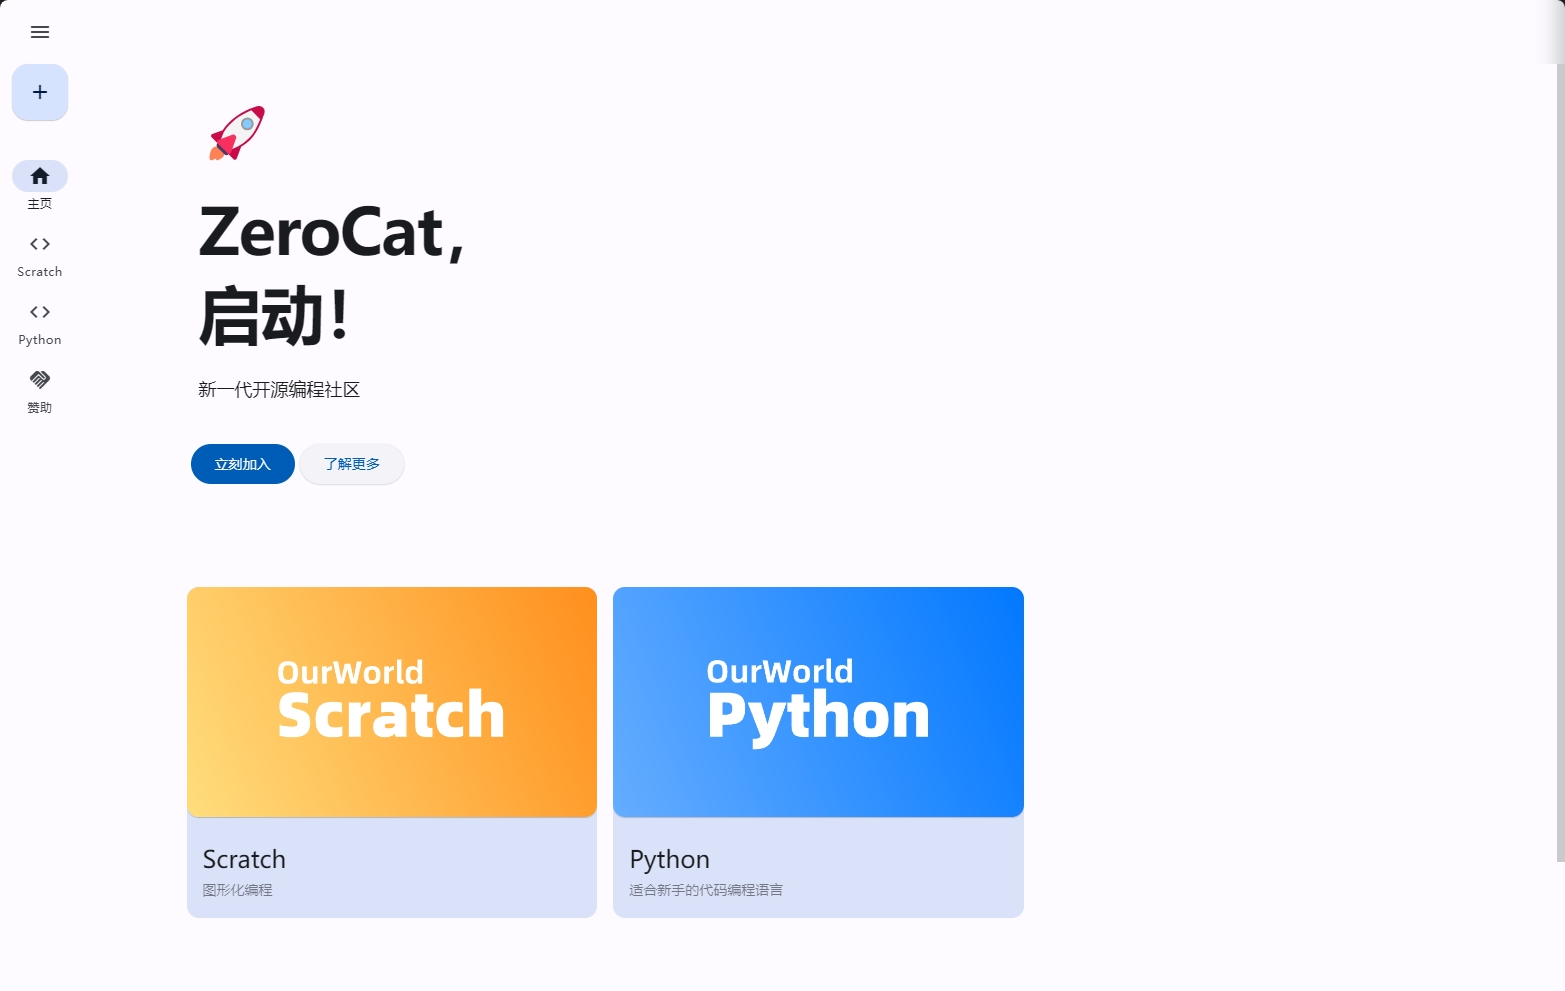 主页
Scratch
Python
赞助
ZeroCat，
启动！
新一代开源编程社区
立刻加入
了解更多
OurWorld
Scratch
Scratch
图形化编程
OurWorld
Python
Python
适合新手的代码编程语言